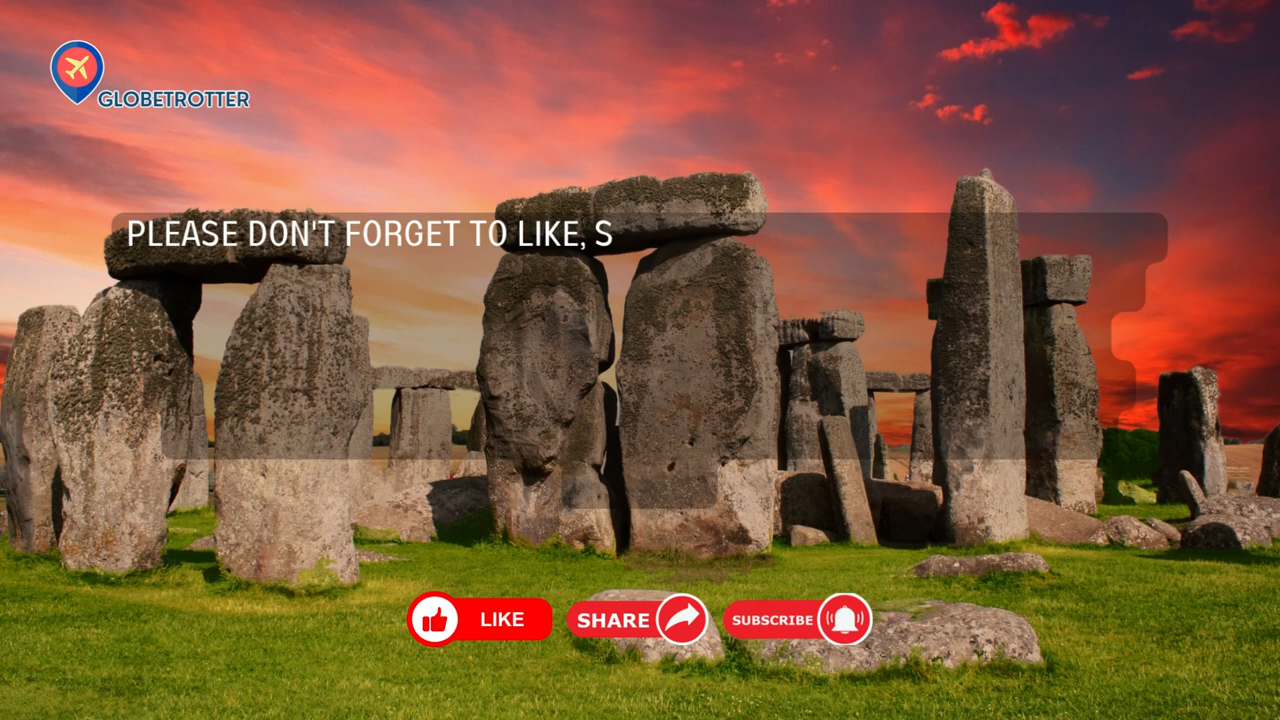 GLOBETROTTER
PLEASE DON'T FORGET TO LIKE, S
LIKE
SHARE
SUBSCRIBE